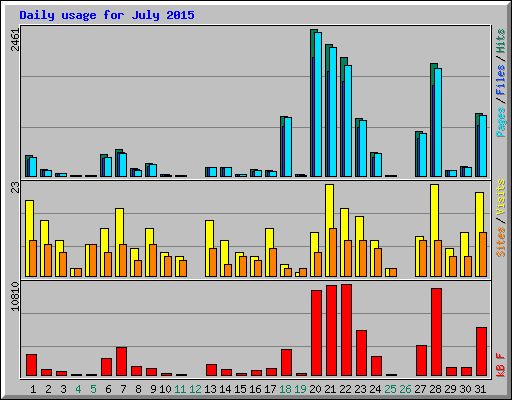 Daily usage for July 2015
2461
Pages / Files / Hits
23
Sites / Visits
10810
kB F
1 2 3 4 5 6 7 8 9 10 11 12 13 14 15 16 17 18 19 20 21 22 23 24 25 26 27 28 29 30 31